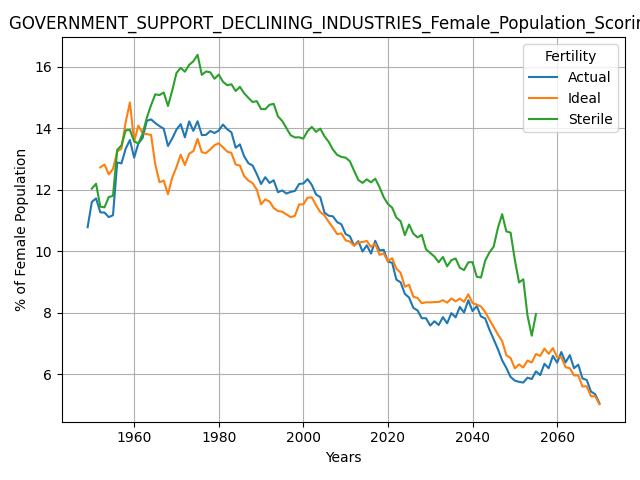 GOVERNMENT_SUPPORT_DECLINING_INDUSTRIES_Female_Population_Scorin
Fertility
Actual
Ideal
Sterile
% of Female Population
16
14
12
10
8
6
1960 1980 2000 2020 2040 2060
Years